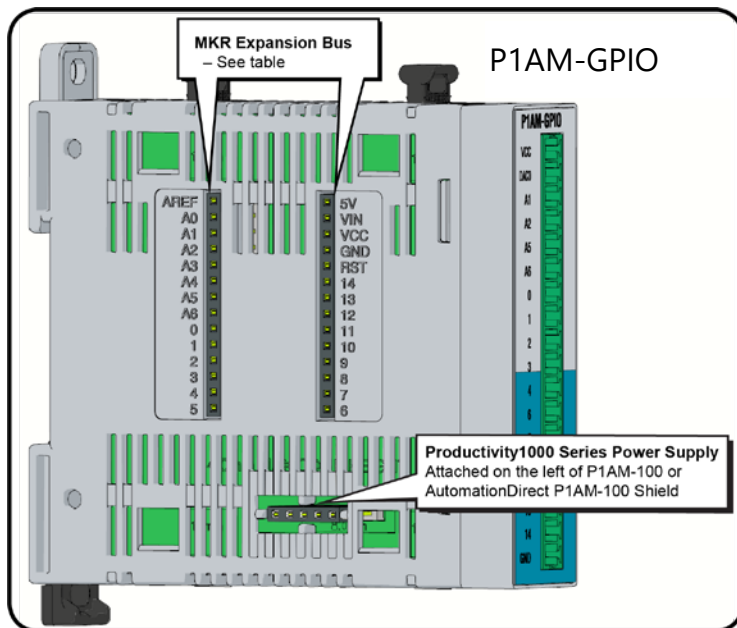 MKR Expansion Bus
– See table
P1AM-GPIO
AREF
A0
A1
A2
A3
A4
A5
A6
0
1
2
3
4
5
5V
VIN
VCC
GND
RST
14
13
12
11
10
9
8
7
6
P1AM-GPIO
VCC
DAC0
A1
A2
A5
A6
0
1
2
3
4
6
Productivity1000 Series Power Supply
Attached on the left of P1AM-100 or
AutomationDirect P1AM-100 Shield
14
GND